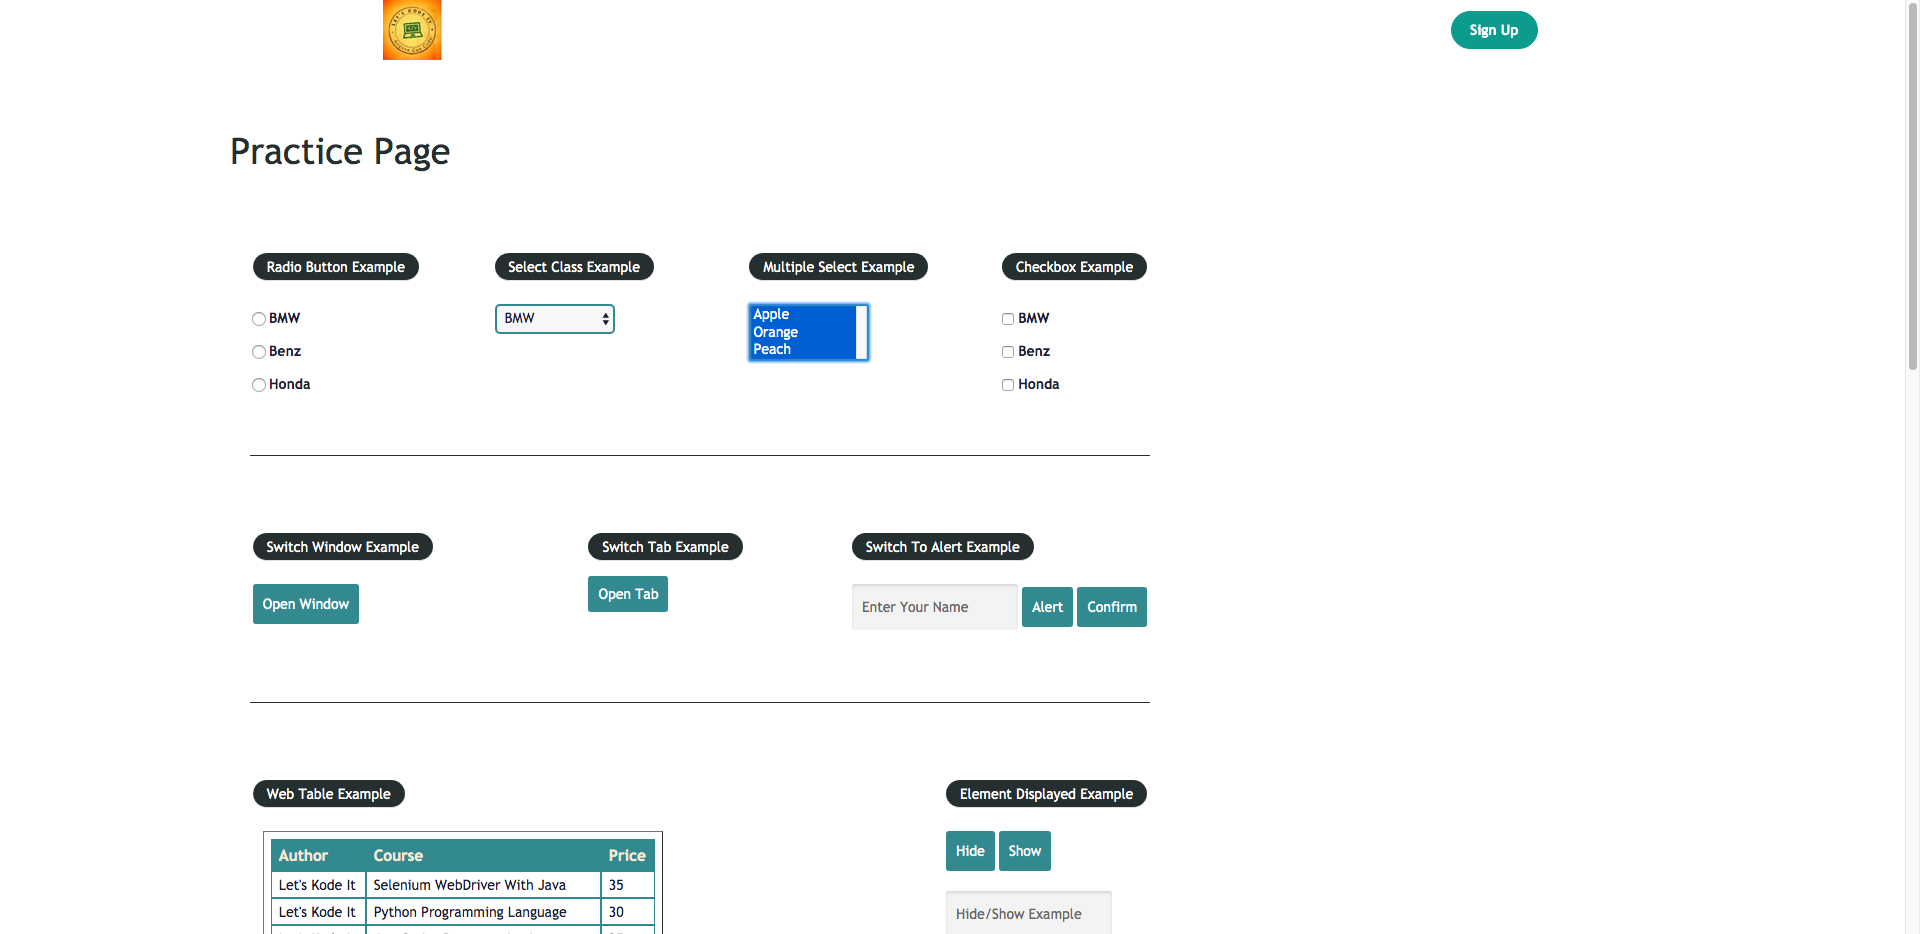 LET'S KODE IT
Sign Up
Practice Page
Radio Button Example
Select Class Example
Multiple Select Example
Checkbox Example
BMW
Benz
Honda
BMW
Apple
Orange
Peach
BMW
Benz
Honda
Switch Window Example
Switch Tab Example
Switch To Alert Example
Open Window
Open Tab
Enter Your Name
Alert
Confirm
Web Table Example
Element Displayed Example
Author Course Price
Let's Kode It Selenium WebDriver With Java 35
Let's Kode It Python Programming Language 30
Hide
Show
Hide/Show Example